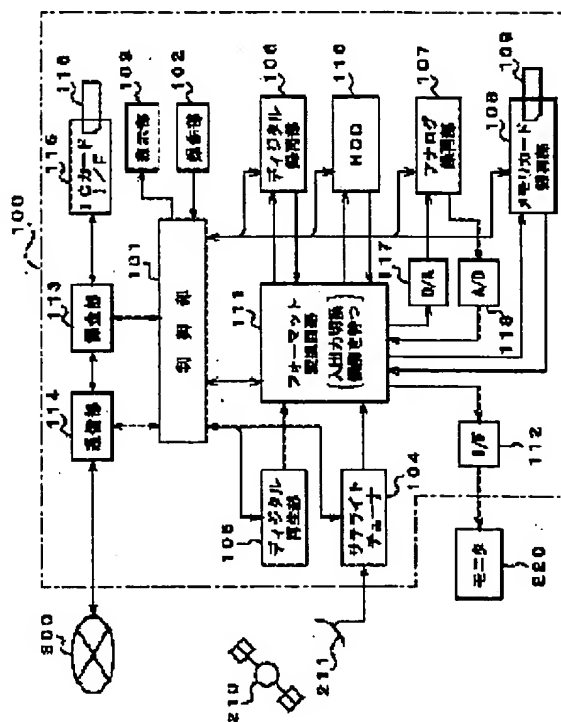 100
116
ICカード
I/F
115
103
表示部
102
操作部
ディジタル
録再部
106
HDD
110
アナログ
録再部
107
109
108
メモリカード
録再部
113
課金部
114
通信部
101
制御部
111
フォーマット
変換回路
(入出力切換
機能を持つ)
117
D/A
A/D
118
105
ディジタル
再生部
サテライト
チューナ
104
112
モニタ
220
210
211